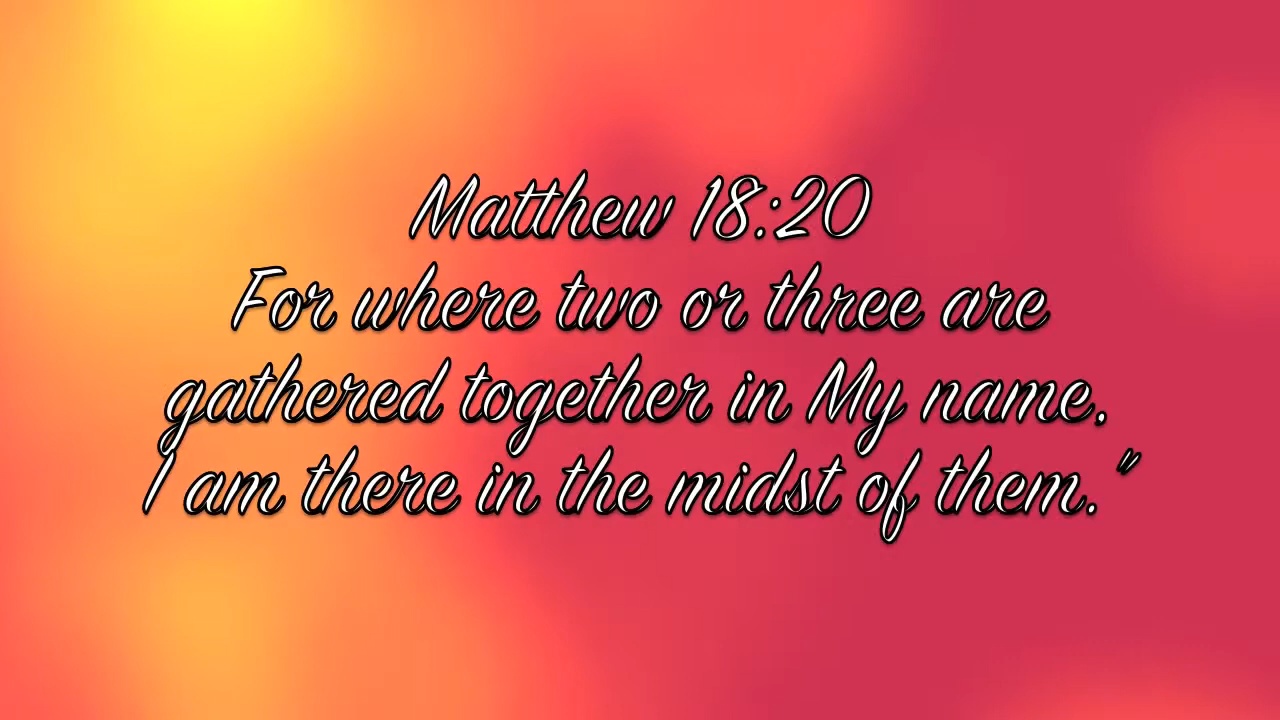 Matthew 18:20
For where two or three are
gathered together in My name,
I am there in the midst of them."